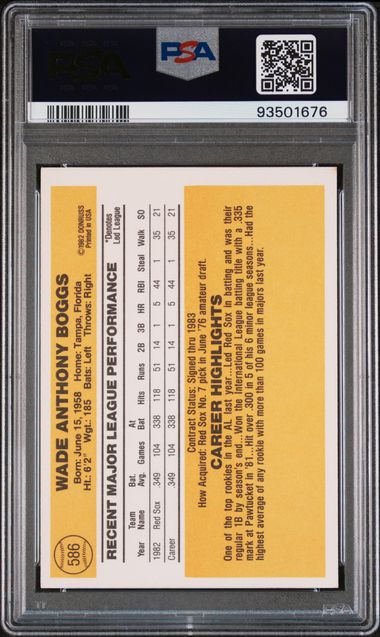 PSA
PSA
93501676
586
WADE ANTHONY BOGGS
Born: June 15, 1958 Home: Tampa, Florida
Ht.: 6'2" Wgt.: 185 Bats: Left Throws: Right
©1982 DONRUSS
Printed in USA
RECENT MAJOR LEAGUE PERFORMANCE
*Denotes
Led League
Year Team Name Bat. Avg. Games At Bat Hits Runs 2B 3B HR RBI Steal Walk SO
1982 Red Sox .349 104 338 118 51 14 1 5 44 1 35 21
Career .349 104 338 118 51 14 1 5 44 1 35 21
Contract Status: Signed thru 1983
How Acquired: Red Sox No. 7 pick in June '76 amateur draft.
CAREER HIGHLIGHTS
One of the top rookies in the AL last year...Led Red Sox in batting and was their
regular 1B by season's end...Won the International League batting title with a .335
mark at Pawtucket in '81...Hit over .300 in 5 of his 6 minor league seasons...Had the
highest average of any rookie with more than 100 games in majors last year.